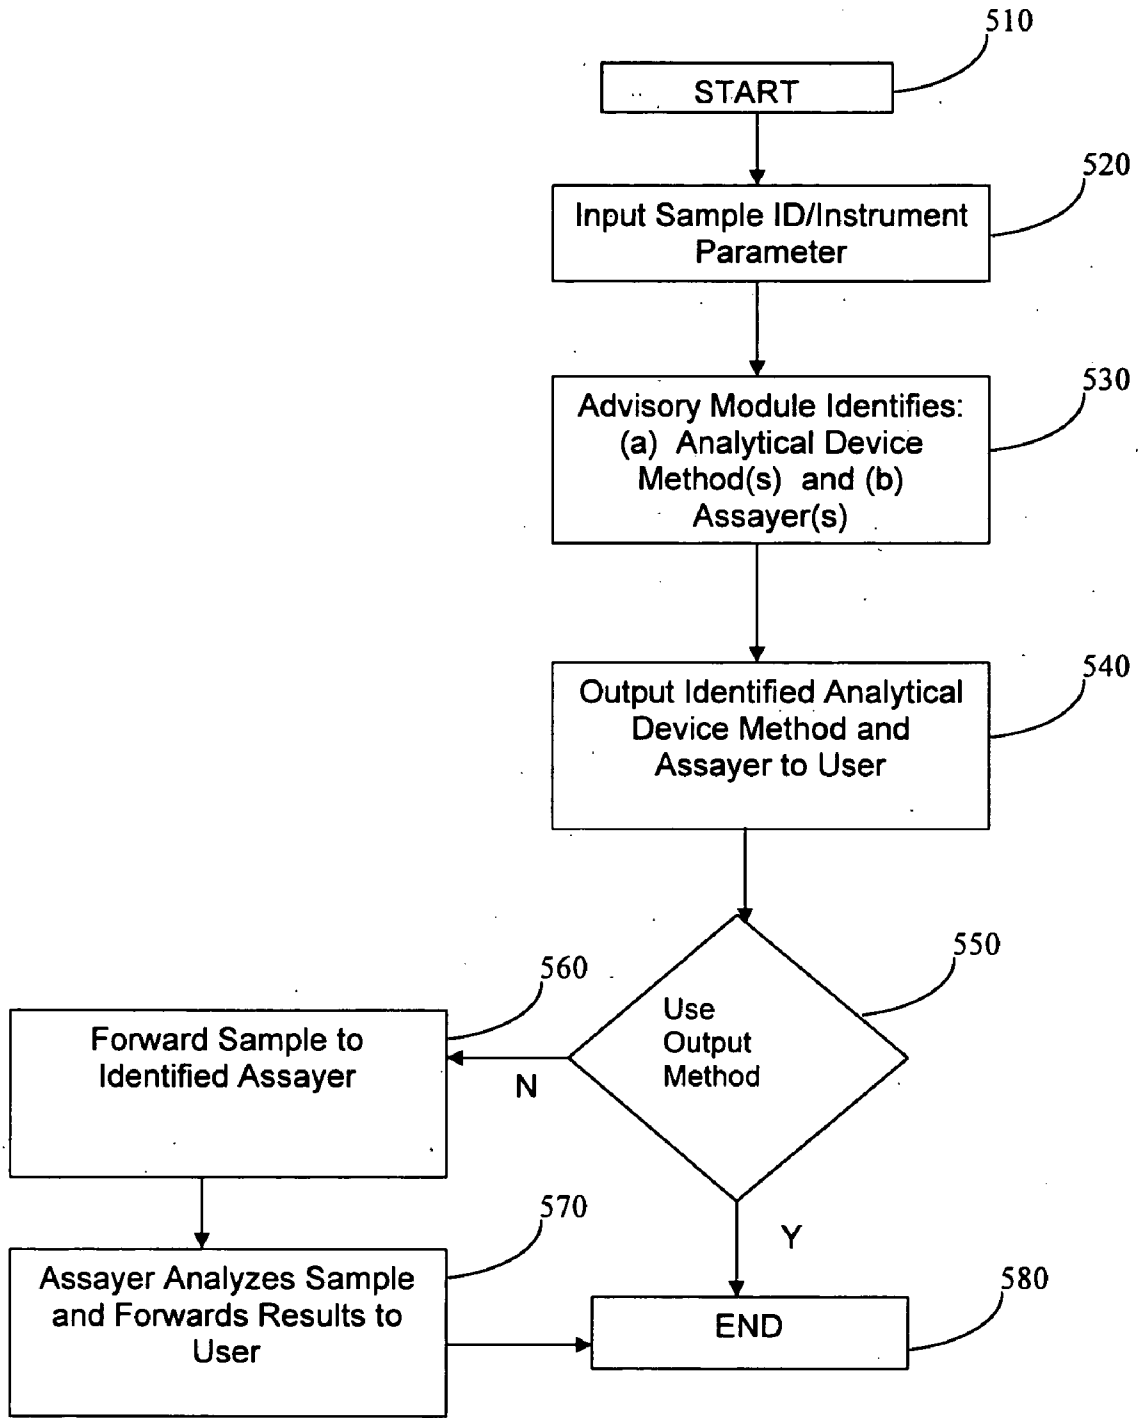 510
START
520
Input Sample ID/Instrument
Parameter
530
Advisory Module Identifies:
(a) Analytical Device
Method(s) and (b)
Assayer(s)
540
Output Identified Analytical
Device Method and
Assayer to User
550
Use
Output
Method
560
Forward Sample to
Identified Assayer
N
570
Y
Assayer Analyzes Sample
and Forwards Results to
User
580
END